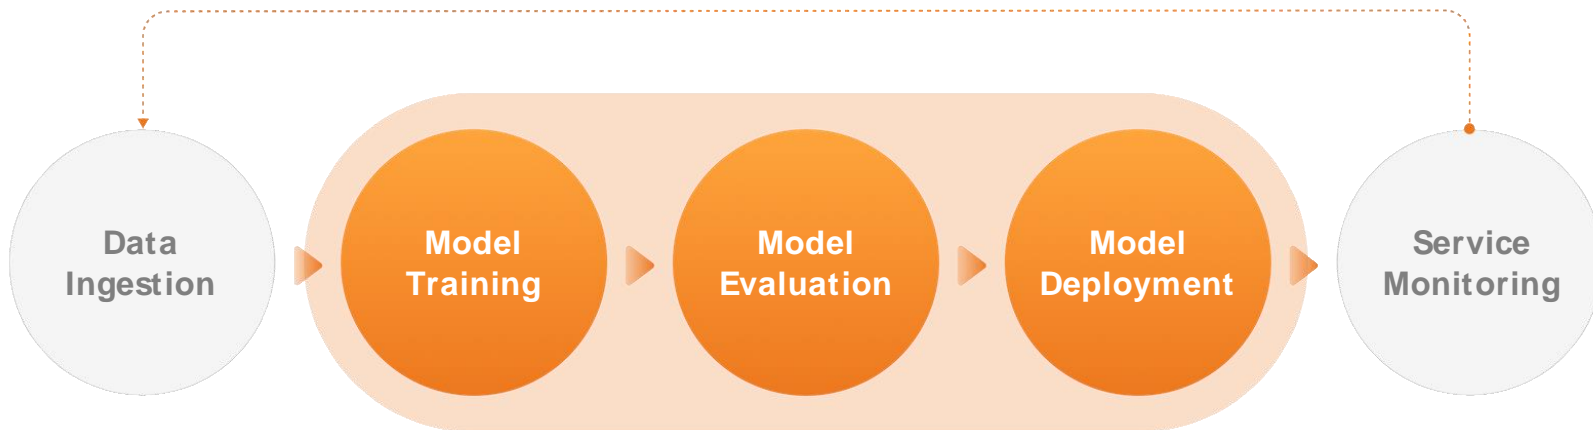 Data
Ingestion
Model
Training
Model
Evaluation
Model
Deployment
Service
Monitoring